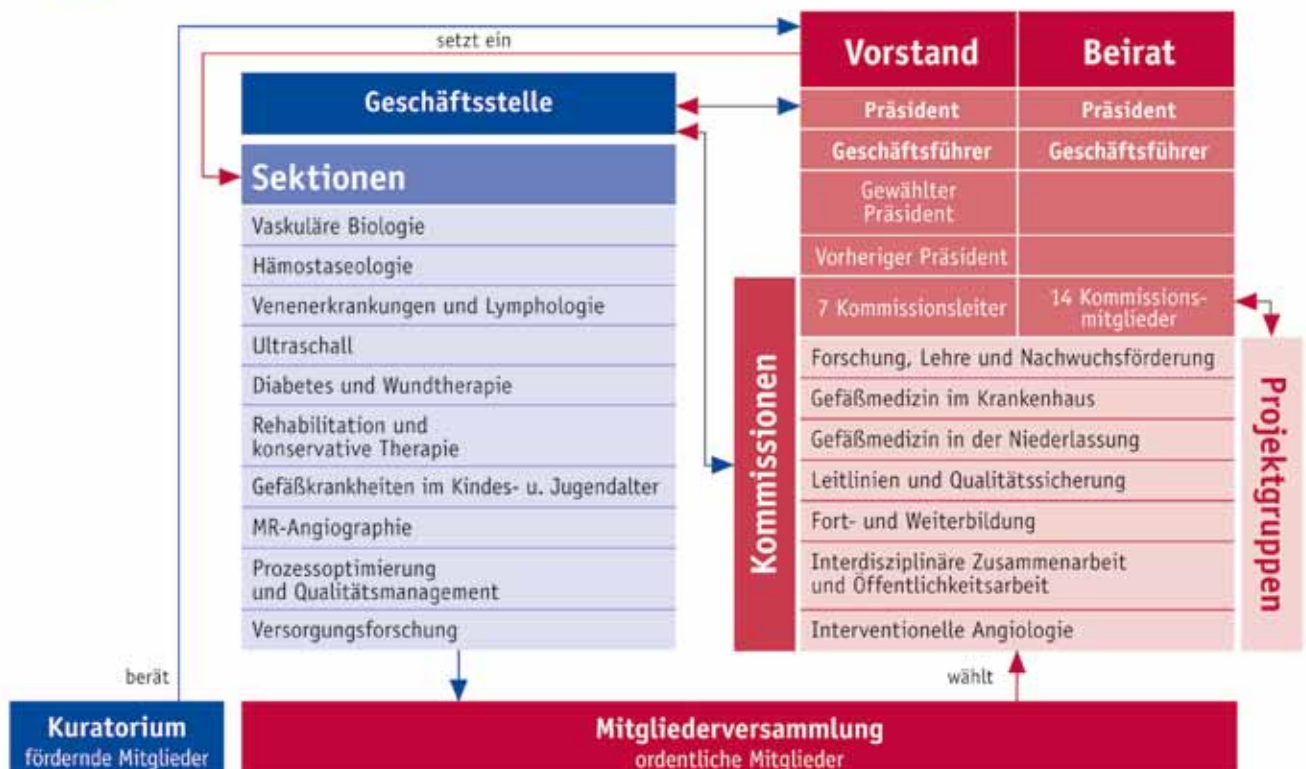 setzt ein
Vorstand
Beirat
Geschäftsstelle
Präsident
Präsident
Geschäftsführer
Geschäftsführer
Gewählter
Präsident
Vorheriger Präsident
7 Kommissionsleiter
14 Kommissions-
mitglieder
Sektionen
Vaskuläre Biologie
Hämostaseologie
Venenerkrankungen und Lymphologie
Ultraschall
Diabetes und Wundtherapie
Rehabilitation und
konservative Therapie
Gefäßkrankheiten im Kindes- u. Jugendalter
MR-Angiographie
Prozessoptimierung
und Qualitätsmanagement
Versorgungsforschung
Kommissionen
Forschung, Lehre und Nachwuchsförderung
Gefäßmedizin im Krankenhaus
Gefäßmedizin in der Niederlassung
Leitlinien und Qualitätssicherung
Fort- und Weiterbildung
Interdisziplinäre Zusammenarbeit
und Öffentlichkeitsarbeit
Interventionelle Angiologie
Projektgruppen
berät
wählt
Kuratorium
fördernde Mitglieder
Mitgliederversammlung
ordentliche Mitglieder